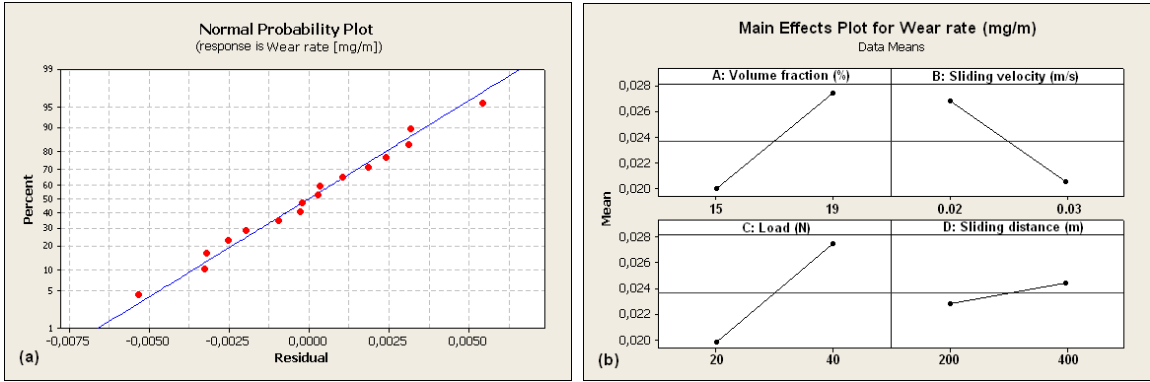 Normal Probability Plot
(response is Wear rate [mg/m])
99
95
90
80
70
60
50
40
30
20
10
5
1
Percent
-0,0075
-0,0050
-0,0025
0,0000
0,0025
0,0050
Residual
(a)
Main Effects Plot for Wear rate (mg/m)
Data Means
A: Volume fraction (%)
B: Sliding velocity (m/s)
0,028
0,026
0,024
0,022
0,020
15
19
0.02
0.03
Mean
C: Load (N)
D: Sliding distance (m)
0,028
0,026
0,024
0,022
0,020
20
40
200
400
(b)